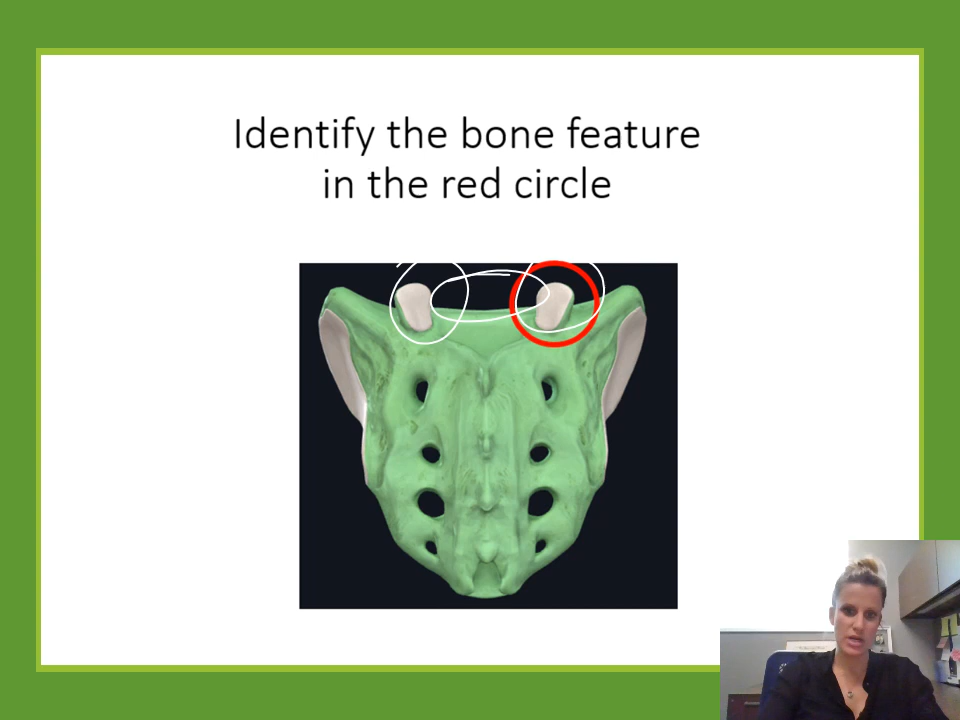 Identify the bone feature
in the red circle